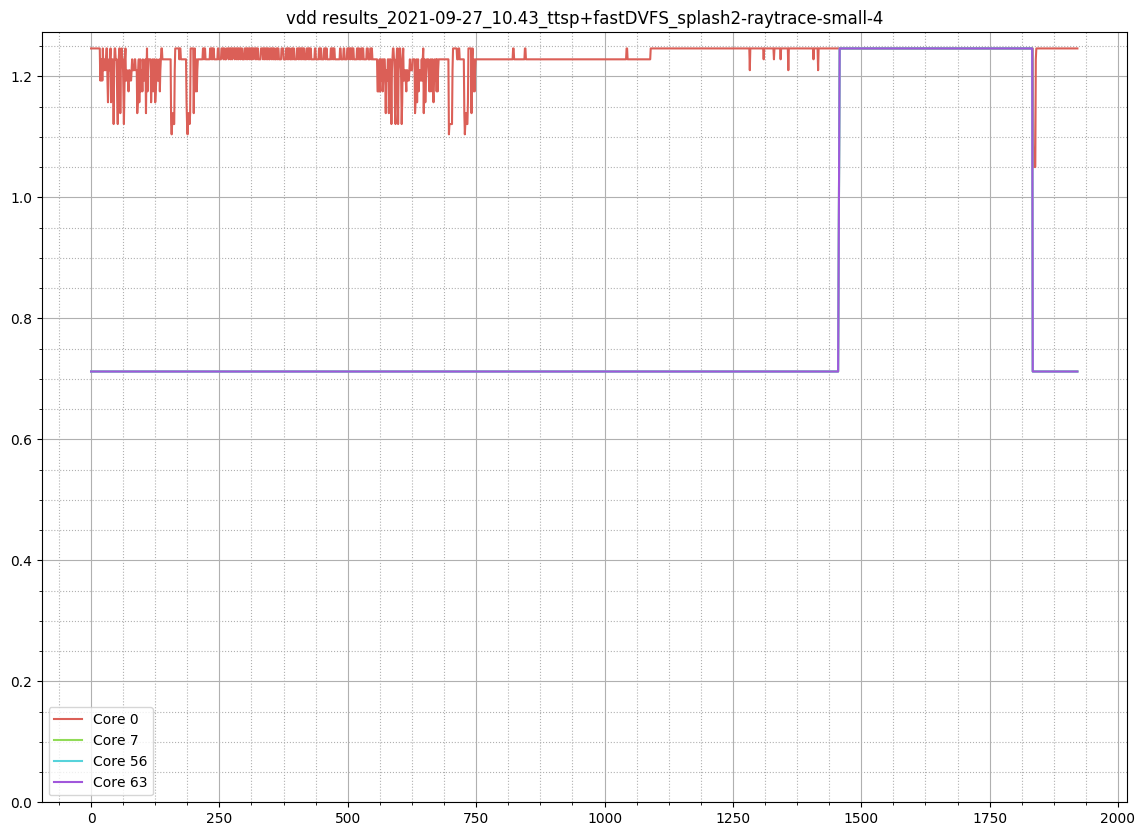 vdd results_2021-09-27_10.43_ttsp+fastDVFS_splash2-raytrace-small-4
1.2
1.0
0.8
0.6
0.4
0.2
0.0
Core 0
Core 7
Core 56
Core 63
0 250 500 750 1000 1250 1500 1750 2000